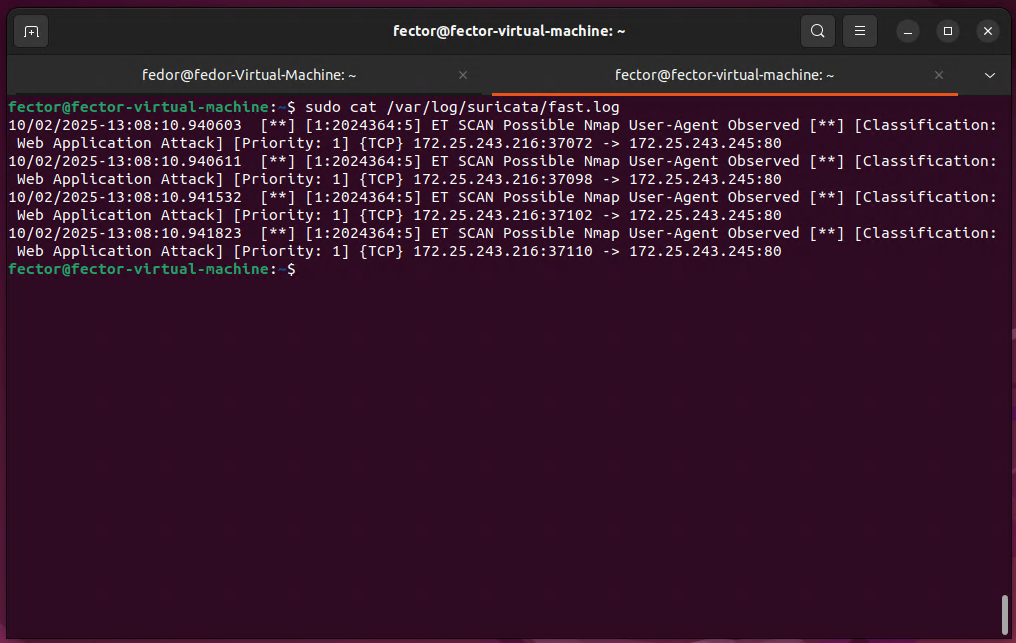 fector@fector-virtual-machine: ~
fedor@fedor-Virtual-Machine: ~
fector@fector-virtual-machine: ~
fector@fector-virtual-machine:~$ sudo cat /var/log/suricata/fast.log
10/02/2025-13:08:10.940603  [**] [1:2024364:5] ET SCAN Possible Nmap User-Agent Observed [**] [Classification:
 Web Application Attack] [Priority: 1] {TCP} 172.25.243.216:37072 -> 172.25.243.245:80
10/02/2025-13:08:10.940611  [**] [1:2024364:5] ET SCAN Possible Nmap User-Agent Observed [**] [Classification:
 Web Application Attack] [Priority: 1] {TCP} 172.25.243.216:37098 -> 172.25.243.245:80
10/02/2025-13:08:10.941532  [**] [1:2024364:5] ET SCAN Possible Nmap User-Agent Observed [**] [Classification:
 Web Application Attack] [Priority: 1] {TCP} 172.25.243.216:37102 -> 172.25.243.245:80
10/02/2025-13:08:10.941823  [**] [1:2024364:5] ET SCAN Possible Nmap User-Agent Observed [**] [Classification:
 Web Application Attack] [Priority: 1] {TCP} 172.25.243.216:37110 -> 172.25.243.245:80
fector@fector-virtual-machine:~$